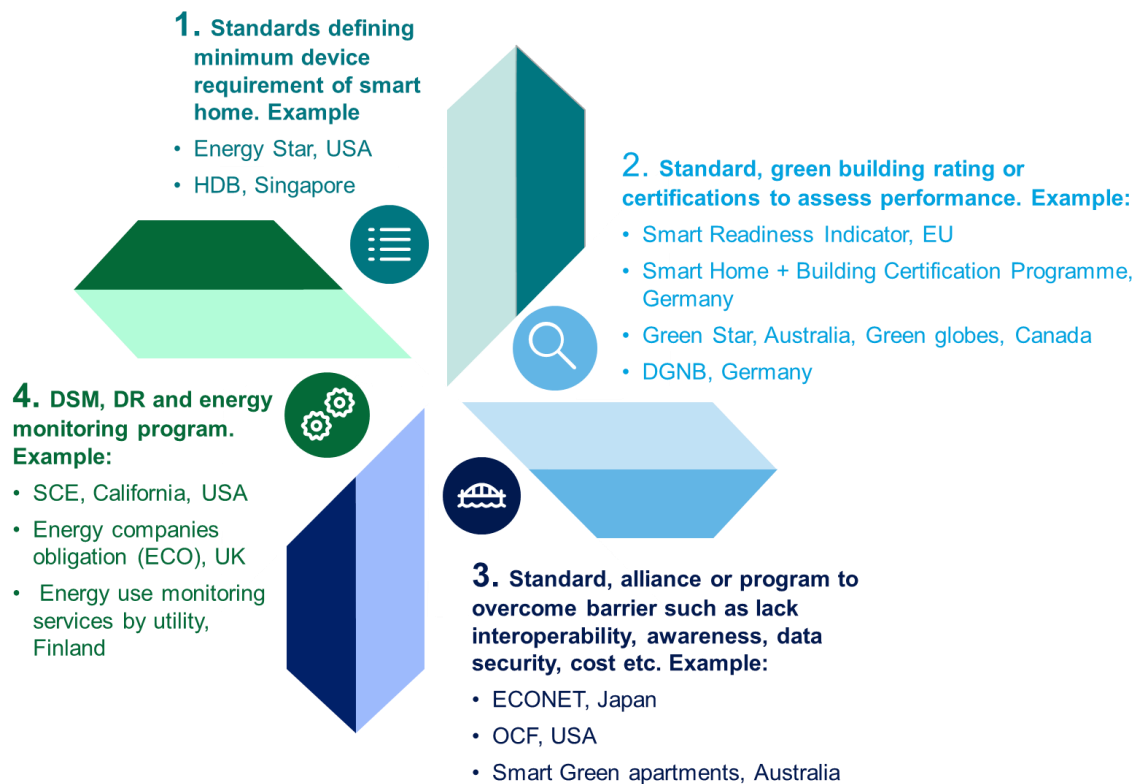 1. Standards defining
minimum device
requirement of smart
home. Example
• Energy Star, USA
• HDB, Singapore
2. Standard, green building rating or
certifications to assess performance. Example:
• Smart Readiness Indicator, EU
• Smart Home + Building Certification Programme,
Germany
• Green Star, Australia, Green globes, Canada
• DGNB, Germany
3. Standard, alliance or program to
overcome barrier such as lack
interoperability, awareness, data
security, cost etc. Example:
• ECONET, Japan
• OCF, USA
• Smart Green apartments, Australia
4. DSM, DR and energy
monitoring program.
Example:
• SCE, California, USA
• Energy companies
obligation (ECO), UK
• Energy use monitoring
services by utility,
Finland